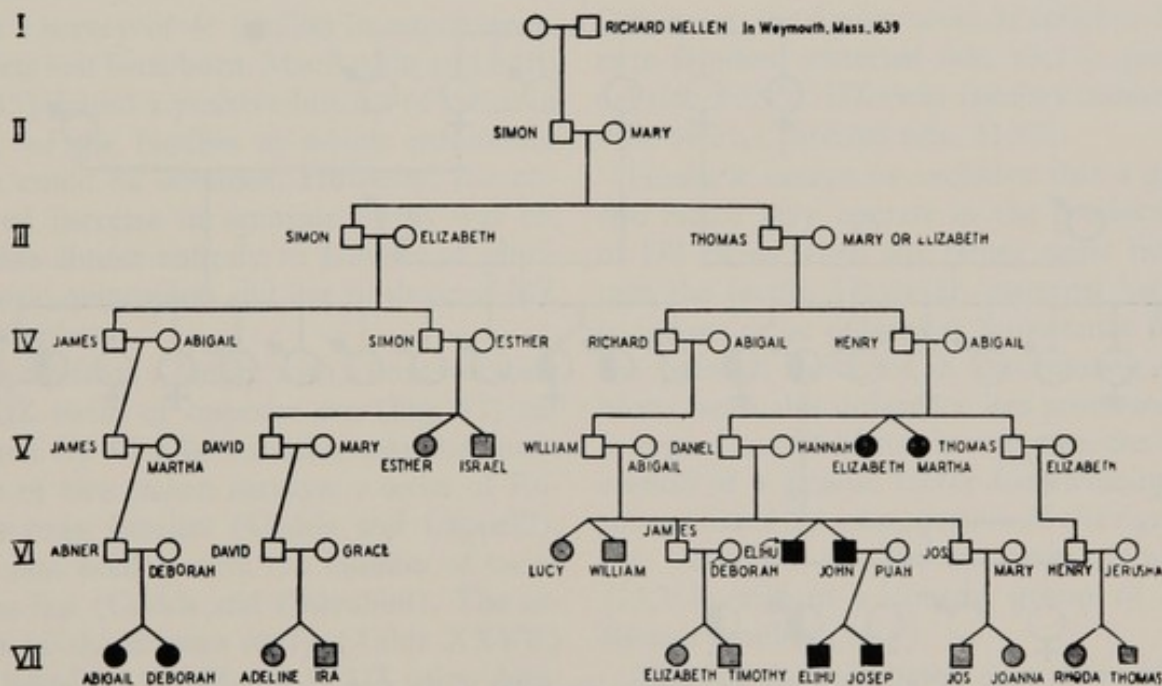 I RICHARD MELLEN In Weymouth, Mass., 1639
II SIMON MARY
III SIMON ELIZABETH THOMAS MARY OR ELIZABETH
IV JAMES ABIGAIL SIMON ESTHER RICHARD ABIGAIL HENRY ABIGAIL
V JAMES DAVID MARY WILLIAM DANIEL HANNAH THOMAS
MARTHA ESTHER ISRAEL ABIGAIL ELIZABETH MARTHA ELIZABETH
JAMES
VI ABNER DAVID GRACE ELIHU JOS
DEBORAH LUCY WILLIAM DEBORAH JOHN PUAH MARY HENRY JERUSHA
VII
ABIGAIL DEBORAH ADELINE IRA ELIZABETH TIMOTHY ELIHU JOSEP JOS JOANNA RHODA THOMAS